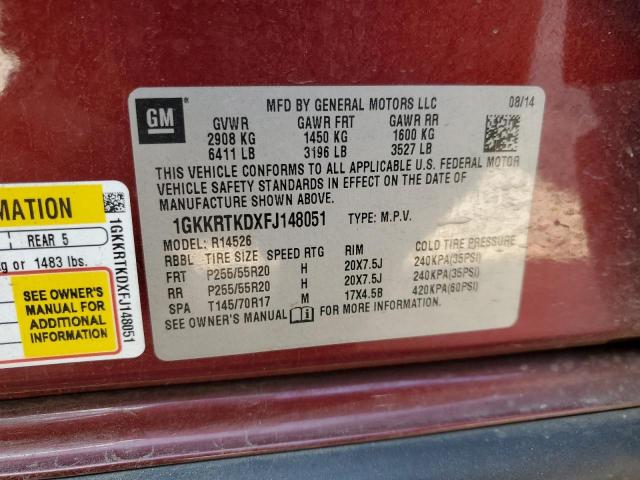 GM
MFD BY GENERAL MOTORS LLC 08/14
GVWR GAWR FRT GAWR RR
2908 KG 1450 KG 1600 KG
6411 LB 3196 LB 3527 LB
THIS VEHICLE CONFORMS TO ALL APPLICABLE U.S. FEDERAL MOTOR
VEHICLE SAFETY STANDARDS IN EFFECT ON THE DATE OF
MANUFACTURE SHOWN ABOVE.
1GKKRTKDXFJ148051 TYPE: M.P.V.
MODEL: R14526
RBBL TIRE SIZE SPEED RTG RIM COLD TIRE PRESSURE
FRT P255/55R20 H 20X7.5J 240KPA(35PSI)
RR P255/55R20 H 20X7.5J 240KPA(35PSI)
SPA T145/70R17 M 17X4.5B 420KPA(60PSI)
SEE OWNER'S MANUAL FOR MORE INFORMATION.
MATION
REAR 5
kg or 1483 lbs.
SEE OWNER'S
MANUAL FOR
ADDITIONAL
INFORMATION
1GKKRTKDXFJ148051